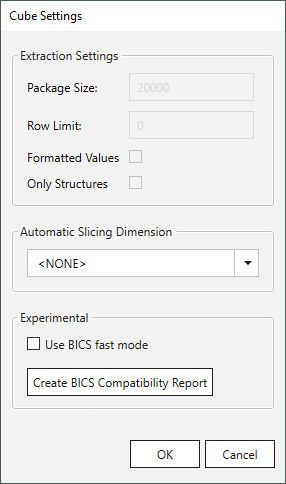 Cube Settings
Extraction Settings
Package Size: 20000
Row Limit: 0
Formatted Values
Only Structures
Automatic Slicing Dimension
<NONE>
Experimental
Use BICS fast mode
Create BICS Compatibility Report
OK Cancel